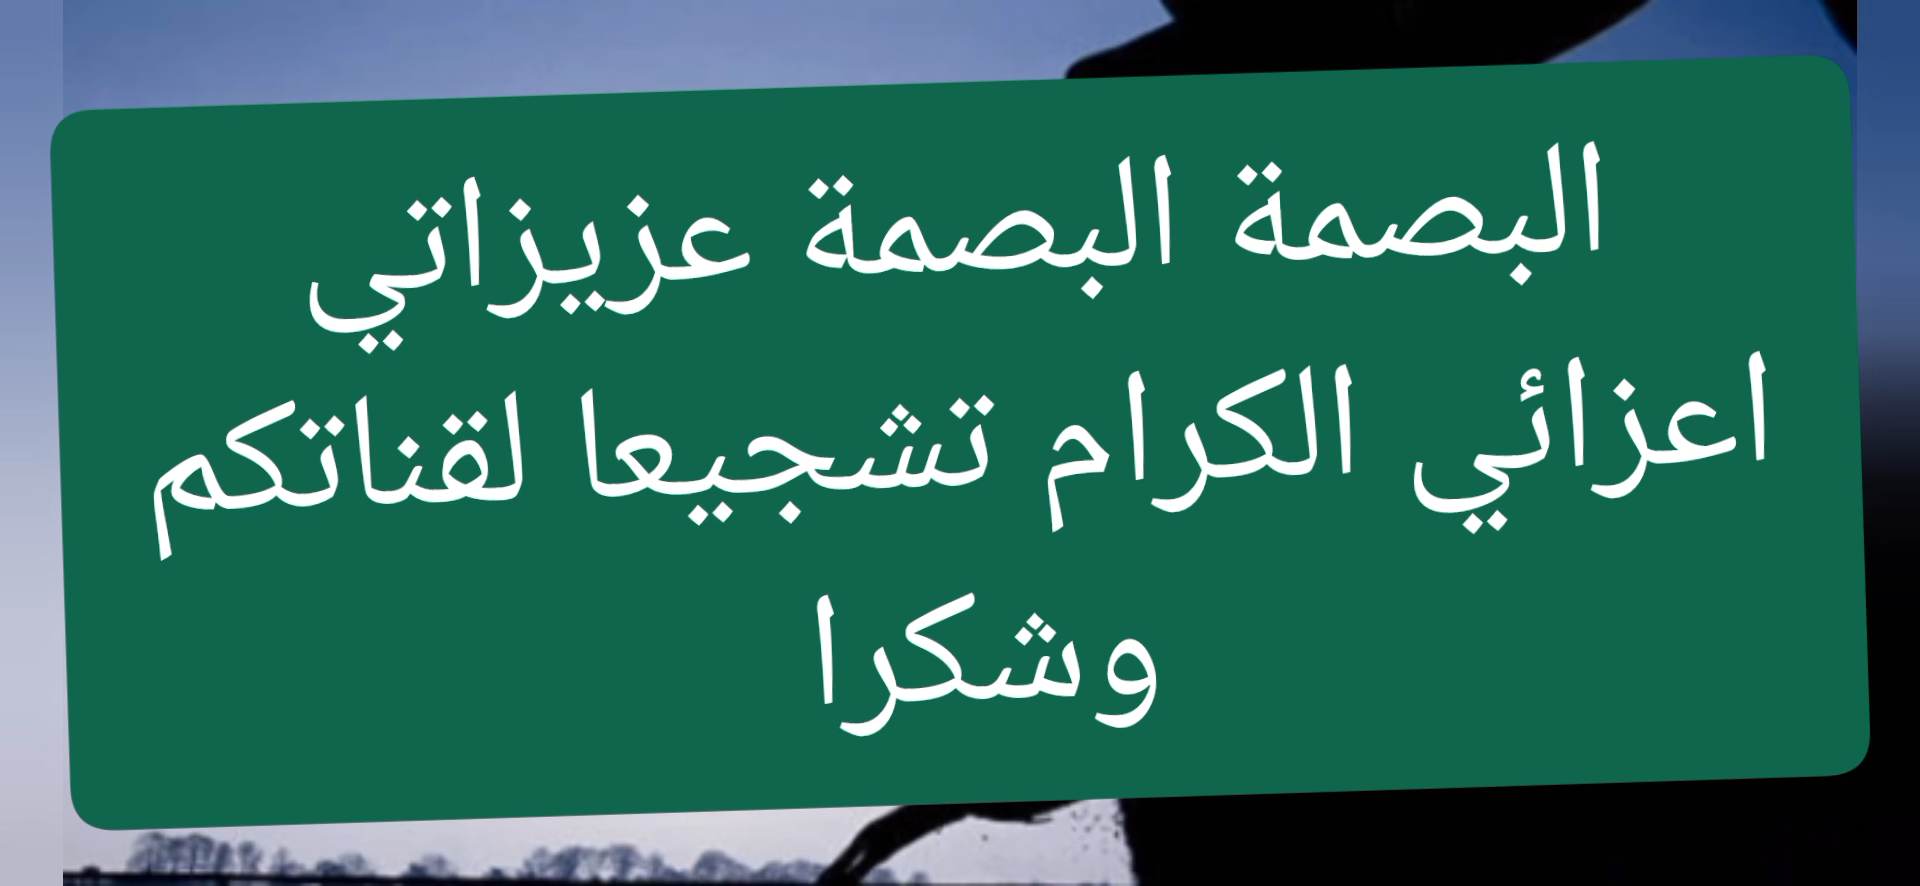 البصمة البصمة عزيزاتي
اعزائي الكرام تشجيعا لقناتكم
وشكرا